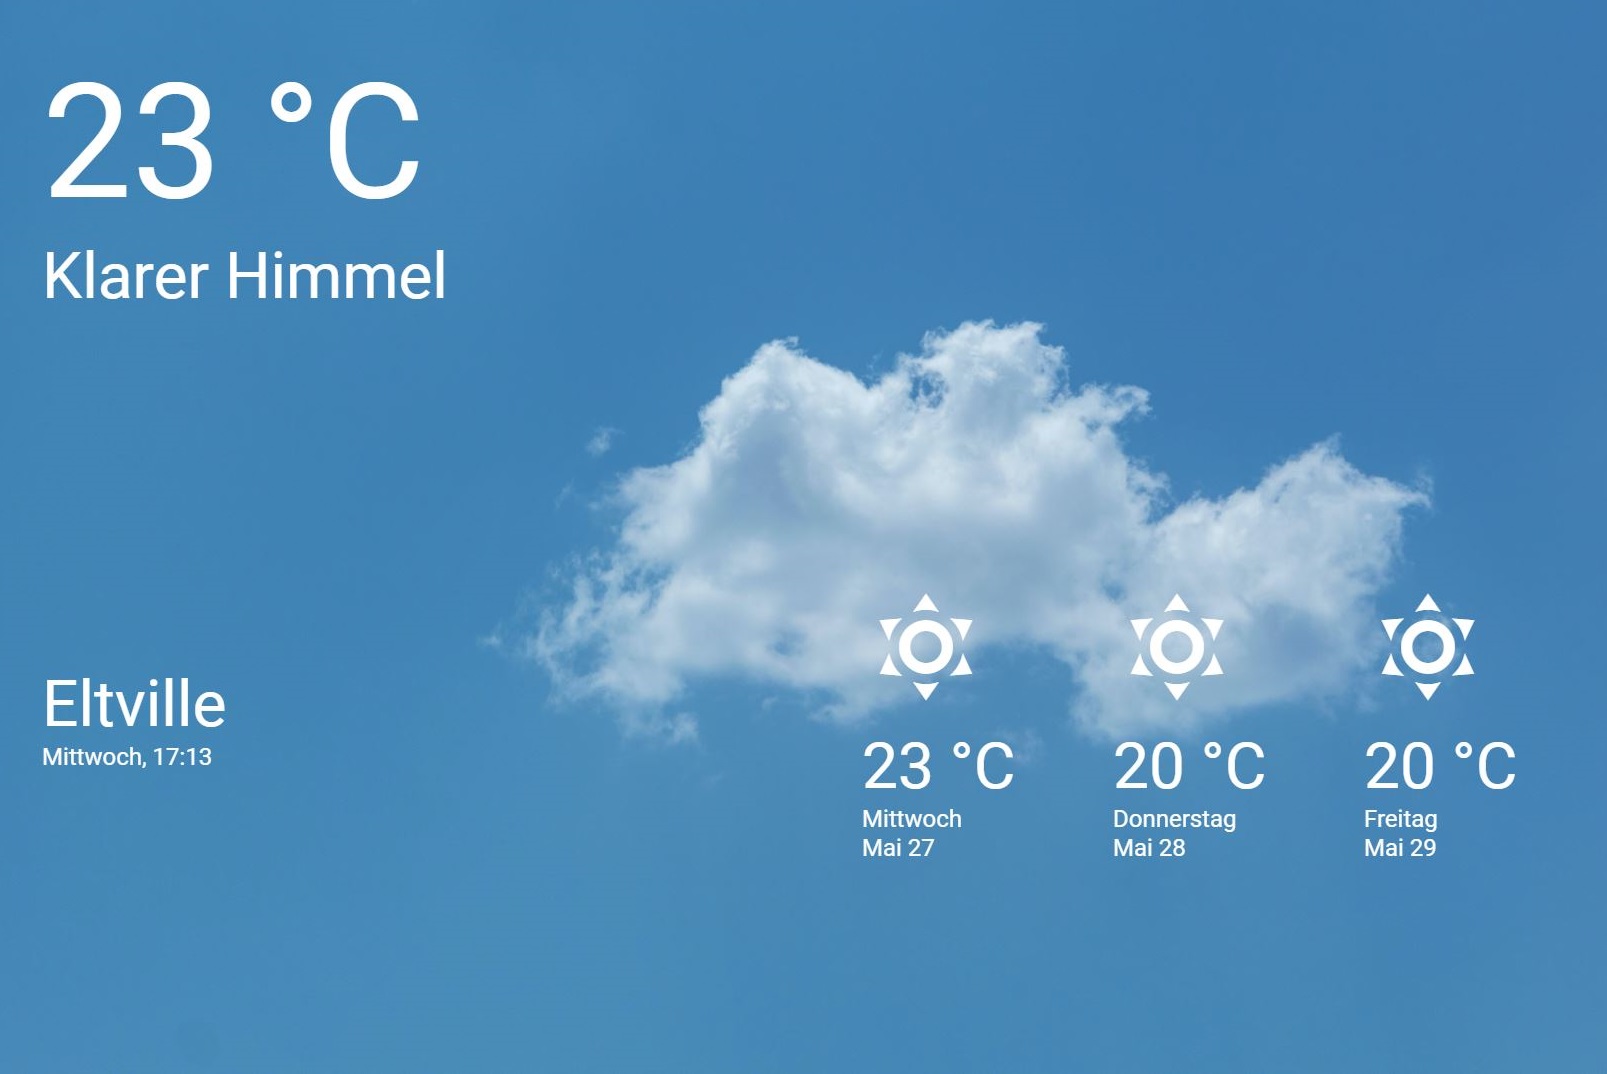 23 °C
Klarer Himmel
Eltville
Mittwoch, 17:13
23 °C
Mittwoch
Mai 27
20 °C
Donnerstag
Mai 28
20 °C
Freitag
Mai 29